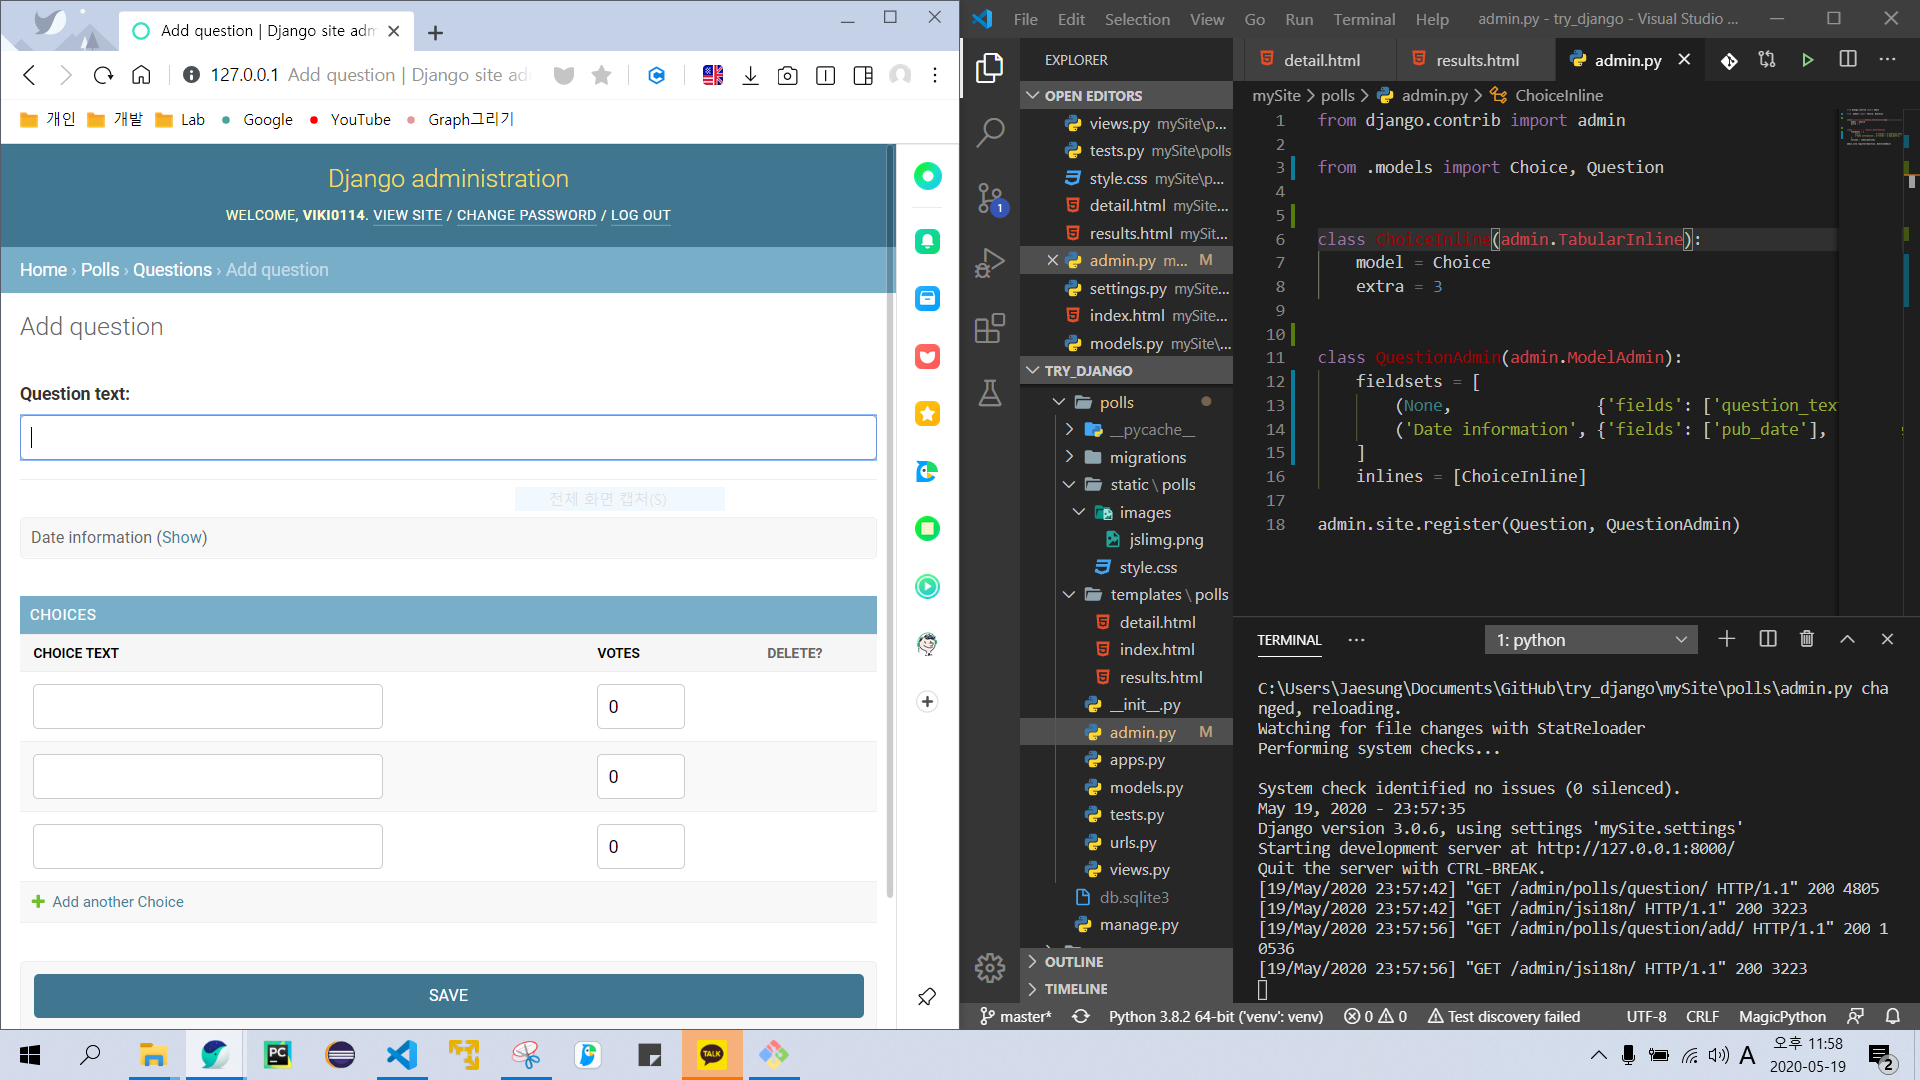 Add question | Django site adm
127.0.0.1 Add question | Django site ad
개인
개발
Lab
Google
YouTube
Graph그리기
Django administration
WELCOME, VIKI0114. VIEW SITE / CHANGE PASSWORD / LOG OUT
Home › Polls › Questions › Add question
Add question
Question text:
전체 화면 캡처(S)
Date information (Show)
CHOICES
CHOICE TEXT VOTES DELETE?
0
0
0
Add another Choice
SAVE
File Edit Selection View Go Run Terminal Help admin.py - try_django - Visual Studio ...
EXPLORER
OPEN EDITORS
views.py mySite\p...
tests.py mySite\polls
style.css mySite\p...
detail.html mySite...
results.html mySit...
admin.py m... M
settings.py mySite...
index.html mySite...
models.py mySite\...
TRY_DJANGO
polls
__pycache__
migrations
static \ polls
images
jslimg.png
style.css
templates \ polls
detail.html
index.html
results.html
__init__.py
admin.py M
apps.py
models.py
tests.py
urls.py
views.py
db.sqlite3
manage.py
OUTLINE
TIMELINE
1
detail.html results.html admin.py
mySite > polls > admin.py > ChoiceInline
1 from django.contrib import admin
2
3 from .models import Choice, Question
4
5
6 class ChoiceInline(admin.TabularInline):
7 model = Choice
8 extra = 3
9
10
11 class QuestionAdmin(admin.ModelAdmin):
12 fieldsets = [
13 (None, {'fields': ['question_tex
14 ('Date information', {'fields': ['pub_date'],
15 ]
16 inlines = [ChoiceInline]
17
18 admin.site.register(Question, QuestionAdmin)
TERMINAL 1: python
C:\Users\Jaesung\Documents\GitHub\try_django\mySite\polls\admin.py cha
nged, reloading.
Watching for file changes with StatReloader
Performing system checks...
System check identified no issues (0 silenced).
May 19, 2020 - 23:57:35
Django version 3.0.6, using settings 'mySite.settings'
Starting development server at http://127.0.0.1:8000/
Quit the server with CTRL-BREAK.
[19/May/2020 23:57:42] "GET /admin/polls/question/ HTTP/1.1" 200 4805
[19/May/2020 23:57:42] "GET /admin/jsi18n/ HTTP/1.1" 200 3223
[19/May/2020 23:57:56] "GET /admin/polls/question/add/ HTTP/1.1" 200 1
0536
[19/May/2020 23:57:56] "GET /admin/jsi18n/ HTTP/1.1" 200 3223
master* Python 3.8.2 64-bit ('venv': venv) 0 0 Test discovery failed UTF-8 CRLF MagicPython
PC
TALK
A 오후 11:58
2020-05-19
2